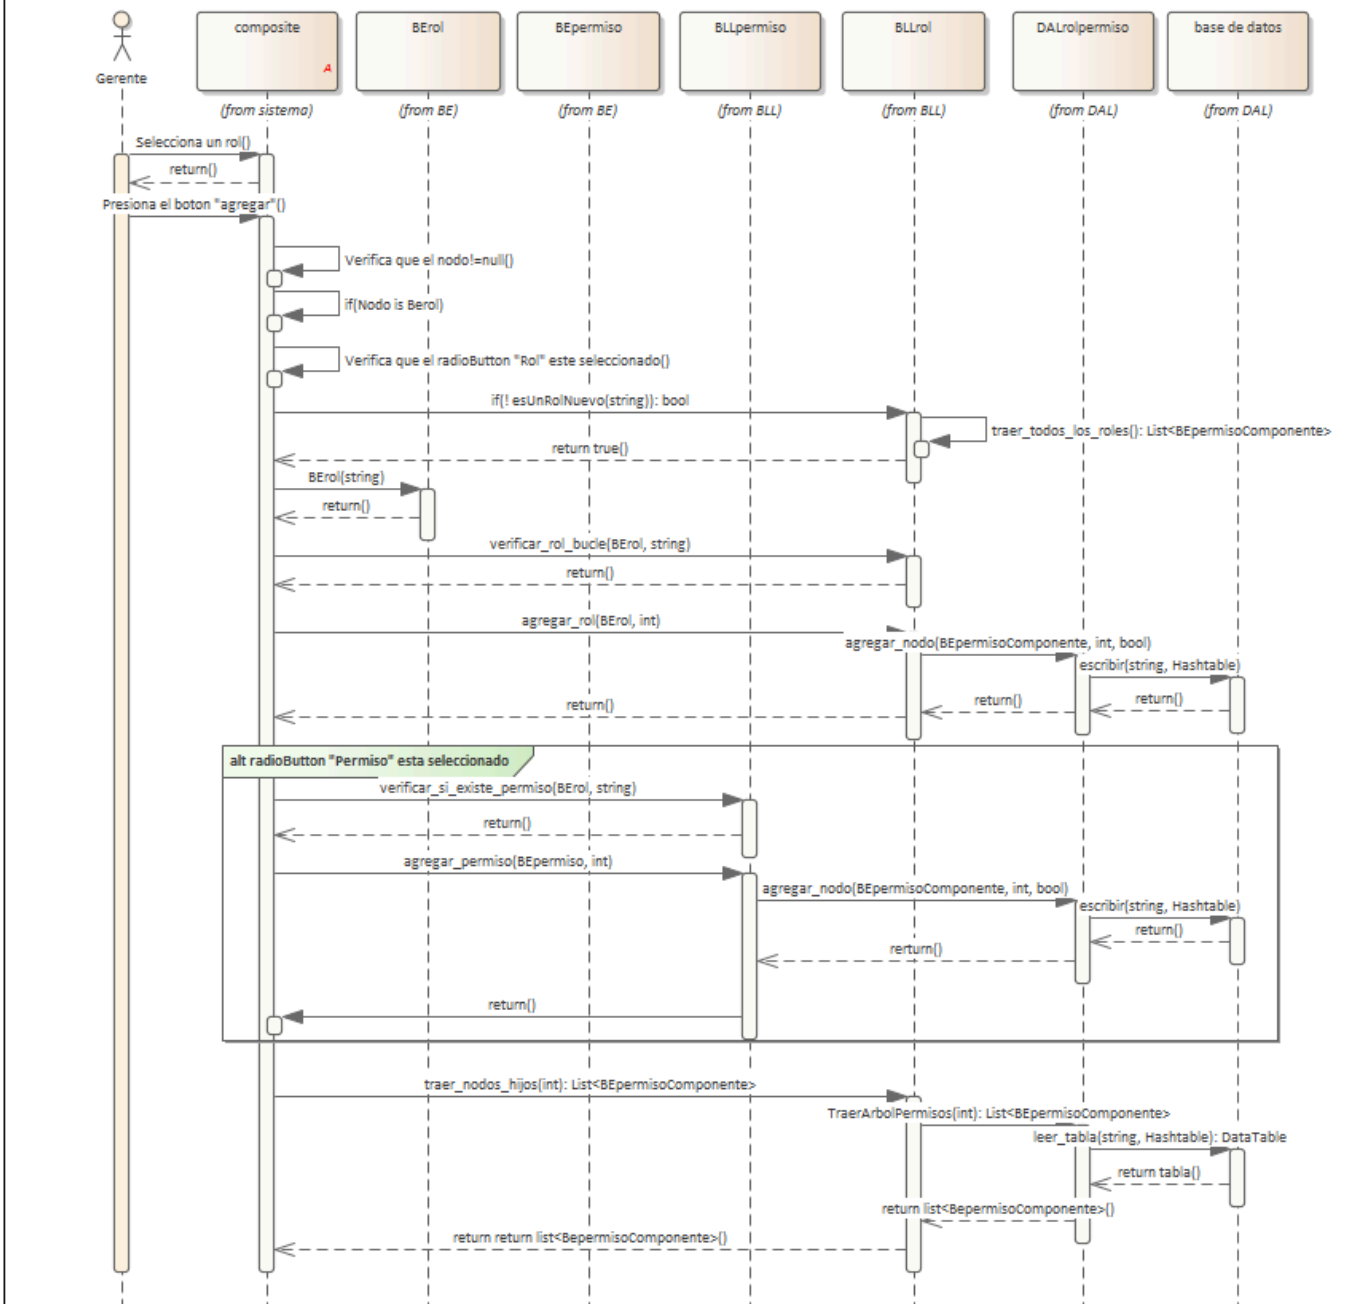 composite
BErol
BEpermiso
BLLpermiso
BLLrol
DALrolpermiso
base de datos
A
Gerente
(from sistema)
(from BE)
(from BE)
(from BLL)
(from BLL)
(from DAL)
(from DAL)
Selecciona un rol()
return()
Presiona el boton "agregar"()
Verifica que el nodo!=null()
if(Nodo is Berol)
Verifica que el radioButton "Rol" este seleccionado()
if(! esUnRolNuevo(string)): bool
traer_todos_los_roles(): List<BEpermisoComponente>
return true()
BErol(string)
return()
verificar_rol_bucle(BErol, string)
return()
agregar_rol(BErol, int)
agregar_nodo(BEpermisoComponente, int, bool)
escribir(string, Hashtable)
return()
return()
return()
alt radioButton "Permiso" esta seleccionado
verificar_si_existe_permiso(BErol, string)
return()
agregar_permiso(BEpermiso, int)
agregar_nodo(BEpermisoComponente, int, bool)
escribir(string, Hashtable)
return()
rerturn()
return()
traer_nodos_hijos(int): List<BEpermisoComponente>
TraerArbolPermisos(int): List<BEpermisoComponente>
leer_tabla(string, Hashtable): DataTable
return tabla()
return list<BepermisoComponente>()
return return list<BepermisoComponente>()